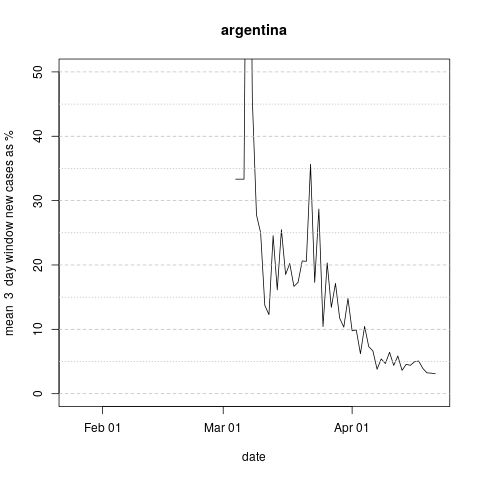 argentina
mean 3 day window new cases as %
50
40
30
20
10
0
Feb 01
Mar 01
Apr 01
date